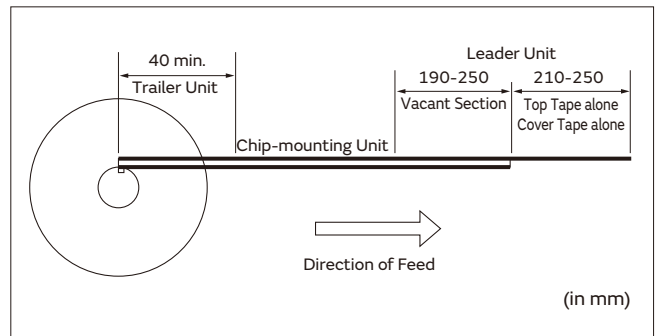 Leader Unit
40 min.
190-250
210-250
Trailer Unit
Vacant Section
Top Tape alone
Cover Tape alone
Chip-mounting Unit
Direction of Feed
(in mm)